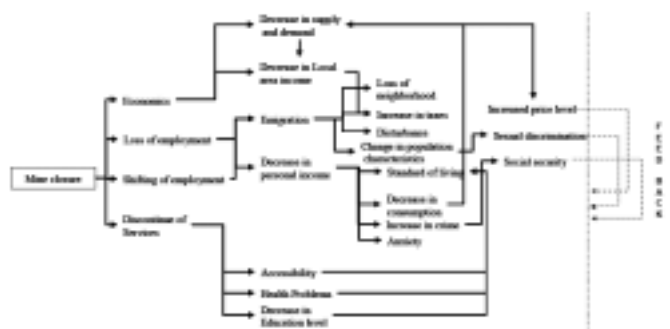 Decrease in supply
and demand
Decrease in Local
area income
Economics
Loss of
neighborhood
Increase in taxes
Disturbance
Increased price level
Emigration
Loss of employment
Change in population
characteristics
Sexual discrimination
Social security
Decrease in
personal income
Standard of living
Mine closure
Shifting of employment
Decrease in
consumption
Increase in crime
Anxiety
Discontinue of
Services
Accessibility
Health Problems
Decrease in
Education level